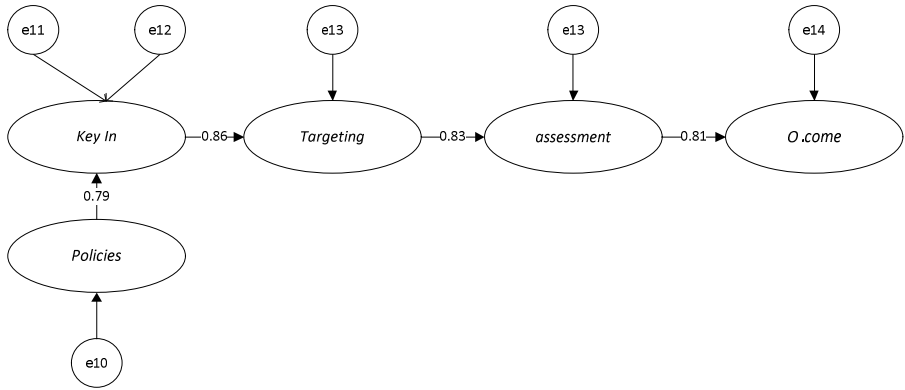 e11
e12
e13
e13
e14
Key In
0.86
Targeting
0.83
assessment
0.81
O.come
0.79
Policies
e10